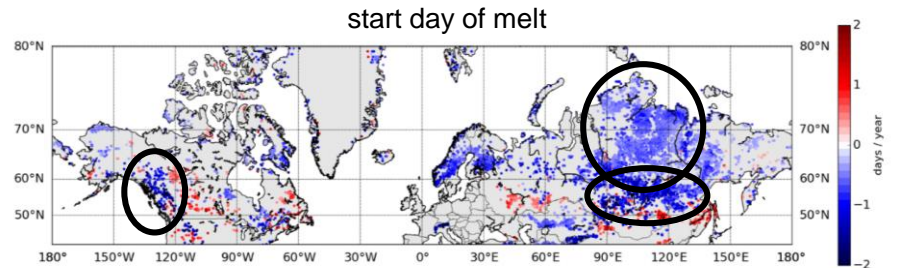 start day of melt
80°N 80°N 2
70°N 70°N 1
60°N 60°N 0
50°N 50°N −1
−2
180° 150°W 120°W 90°W 60°W 30°W 0° 30°E 60°E 90°E 120°E 150°E 180°
days / year